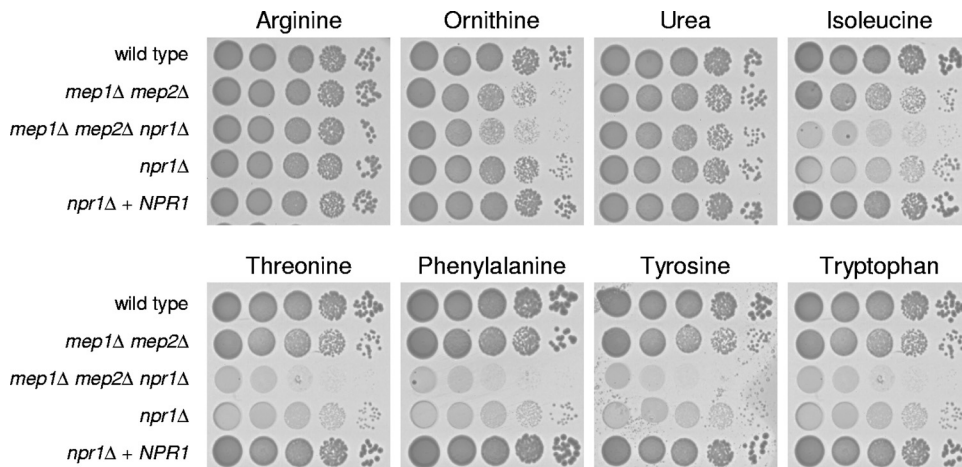 Arginine Ornithine Urea Isoleucine
wild type
mep1Δ mep2Δ
mep1Δ mep2Δ npr1Δ
npr1Δ
npr1Δ + NPR1
Threonine Phenylalanine Tyrosine Tryptophan
wild type
mep1Δ mep2Δ
mep1Δ mep2Δ npr1Δ
npr1Δ
npr1Δ + NPR1